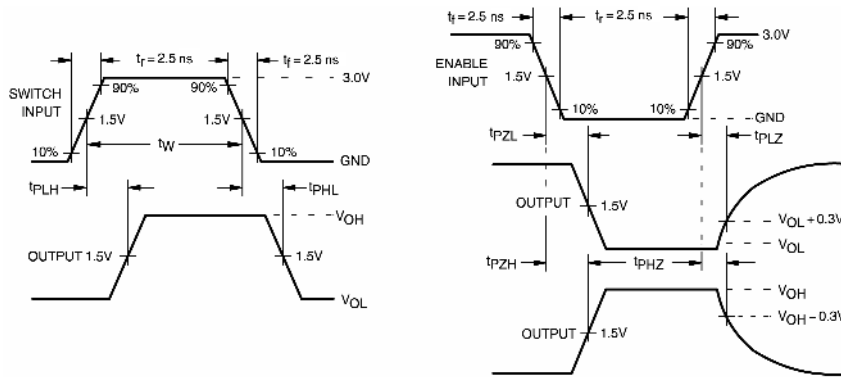 tr = 2.5 ns
tf = 2.5 ns
3.0V
SWITCH
INPUT
90%
90%
1.5V
1.5V
tW
10%
10%
GND
tPLH
tPHL
VOH
OUTPUT 1.5V
1.5V
VOL
tf = 2.5 ns
tr = 2.5 ns
3.0V
90%
90%
ENABLE
INPUT
1.5V
1.5V
10%
10%
GND
tPZL
tPLZ
OUTPUT
1.5V
VOL + 0.3V
VOL
tPZH
tPHZ
VOH
VOH – 0.3V
OUTPUT
1.5V